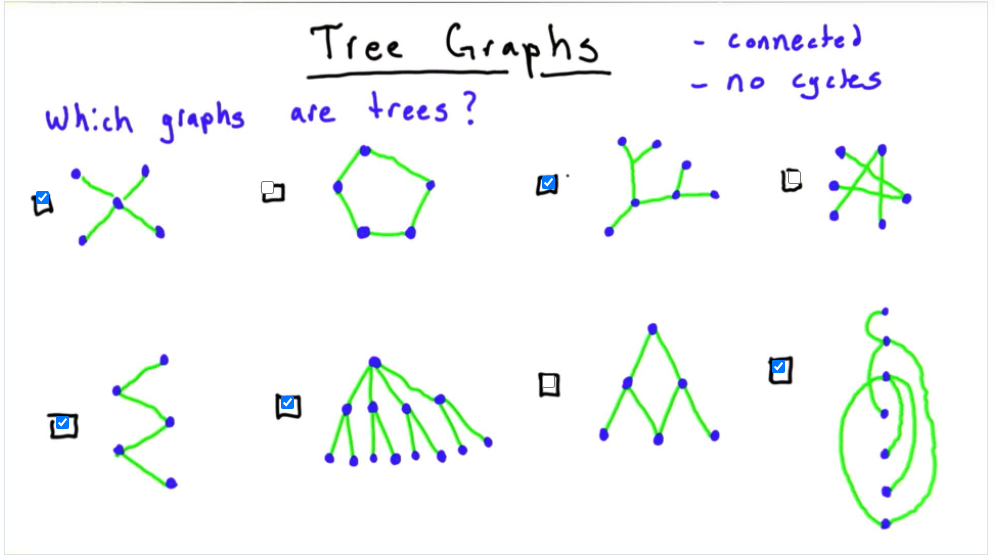 Tree Graphs
- connected
- no cycles
Which graphs are trees?